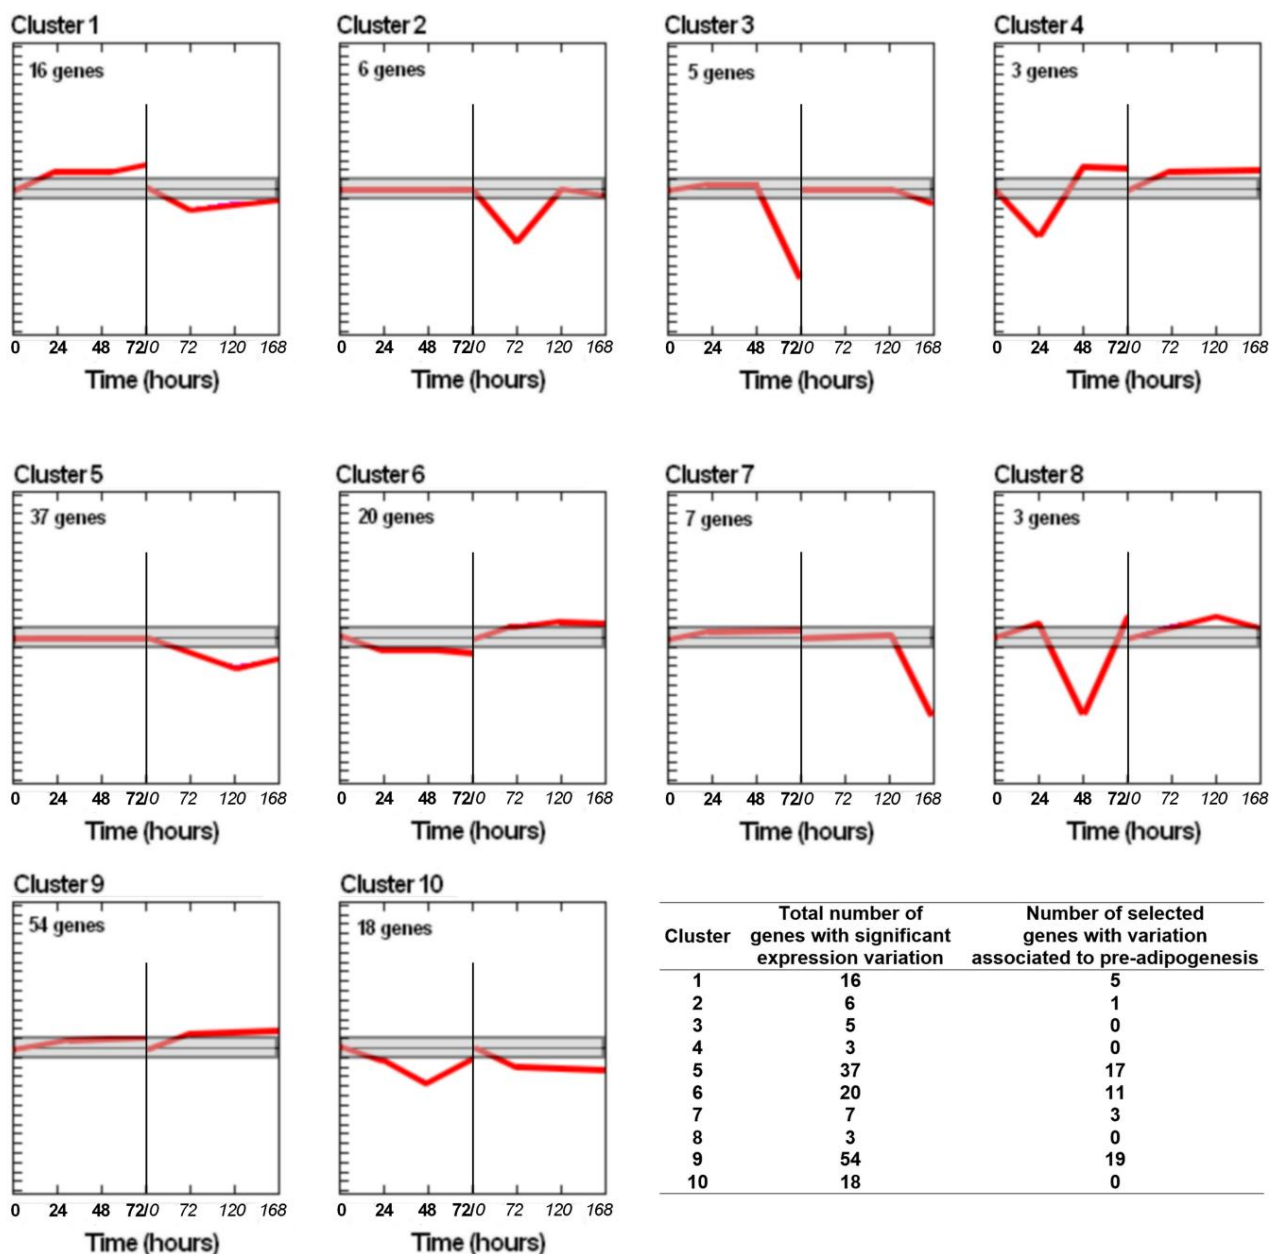 Cluster 1
16 genes
0 24 48 72/0 72 120 168
Time (hours)
Cluster 2
6 genes
0 24 48 72/0 72 120 168
Time (hours)
Cluster 3
5 genes
0 24 48 72/0 72 120 168
Time (hours)
Cluster 4
3 genes
0 24 48 72/0 72 120 168
Time (hours)
Cluster 5
37 genes
0 24 48 72/0 72 120 168
Time (hours)
Cluster 6
20 genes
0 24 48 72/0 72 120 168
Time (hours)
Cluster 7
7 genes
0 24 48 72/0 72 120 168
Time (hours)
Cluster 8
3 genes
0 24 48 72/0 72 120 168
Time (hours)
Cluster 9
54 genes
0 24 48 72/0 72 120 168
Time (hours)
Cluster 10
18 genes
0 24 48 72/0 72 120 168
Time (hours)
Total number of Number of selected
Cluster genes with significant genes with variation
expression variation associated to pre-adipogenesis
1 16 5
2 6 1
3 5 0
4 3 0
5 37 17
6 20 11
7 7 3
8 3 0
9 54 19
10 18 0